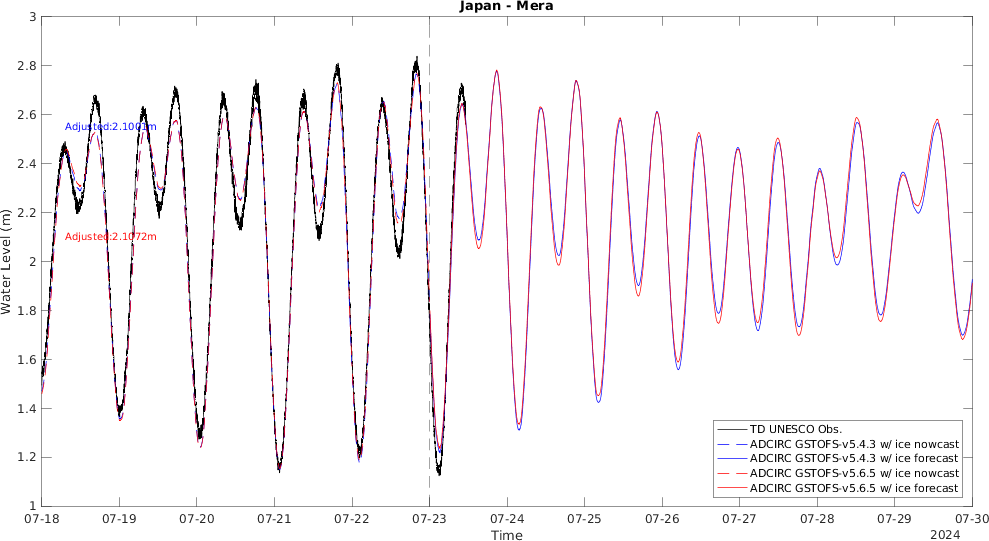 Japan - Mera
3
2.8
2.6
2.4
2.2
2
1.8
1.6
1.4
1.2
1
Water Level (m)
Adjusted:2.1001m
Adjusted:2.1072m
TD UNESCO Obs.
ADCIRC GSTOFS-v5.4.3 w/ ice nowcast
ADCIRC GSTOFS-v5.4.3 w/ ice forecast
ADCIRC GSTOFS-v5.6.5 w/ ice nowcast
ADCIRC GSTOFS-v5.6.5 w/ ice forecast
07-18 07-19 07-20 07-21 07-22 07-23 07-24 07-25 07-26 07-27 07-28 07-29 07-30
Time
2024